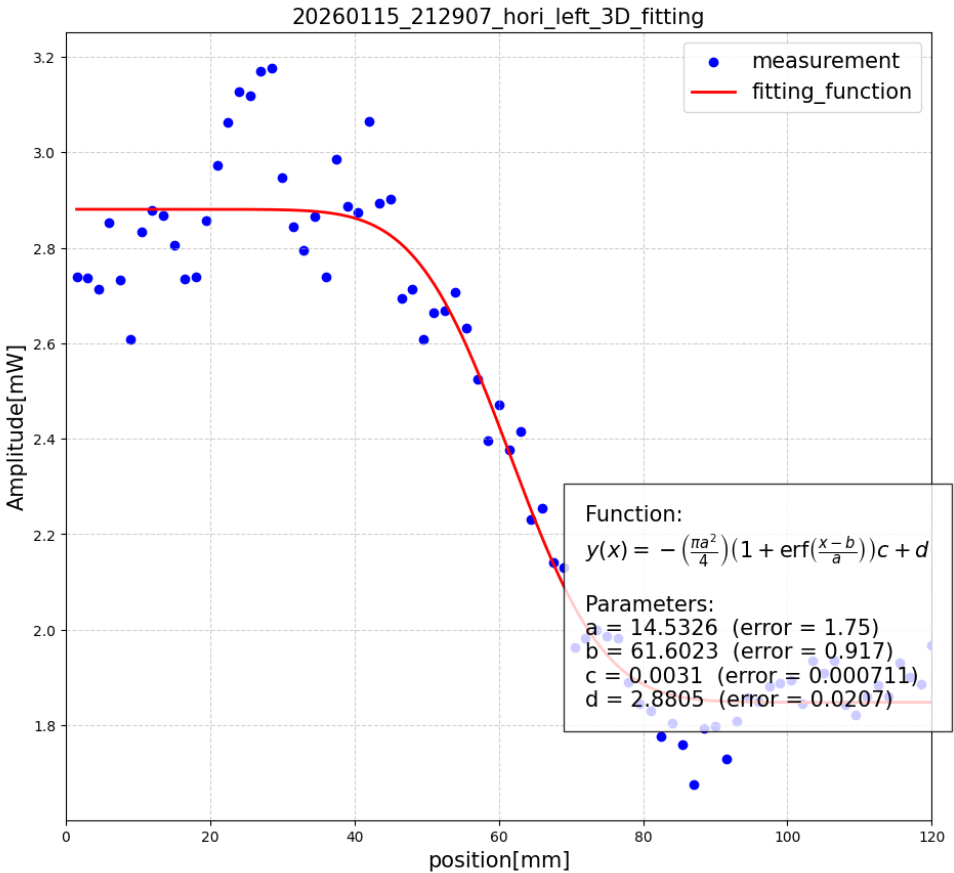 20260115_212907_hori_left_3D_fitting
measurement
fitting_function
Amplitude[mW]
3.2
3.0
2.8
2.6
2.4
2.2
2.0
1.8
Function:
y(x) = −(πa²/4)(1 + erf((x−b)/a))c + d
Parameters:
a = 14.5326  (error = 1.75)
b = 61.6023  (error = 0.917)
c = 0.0031  (error = 0.000711)
d = 2.8805  (error = 0.0207)
0 20 40 60 80 100 120
position[mm]